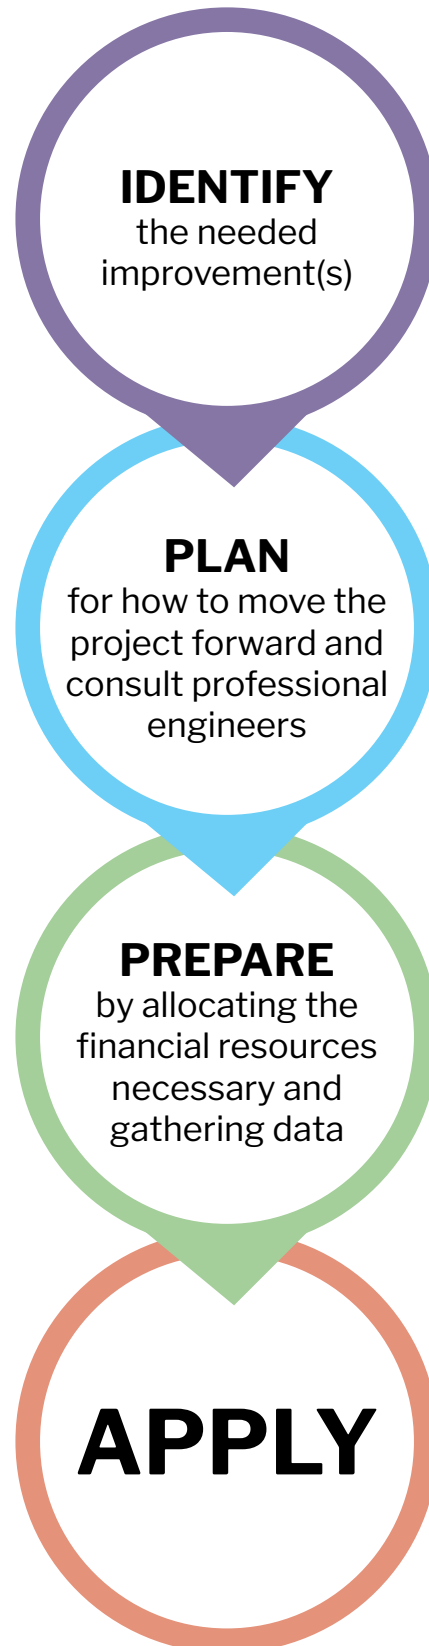 IDENTIFY
the needed
improvement(s)
PLAN
for how to move the
project forward and
consult professional
engineers
PREPARE
by allocating the
financial resources
necessary and
gathering data
APPLY